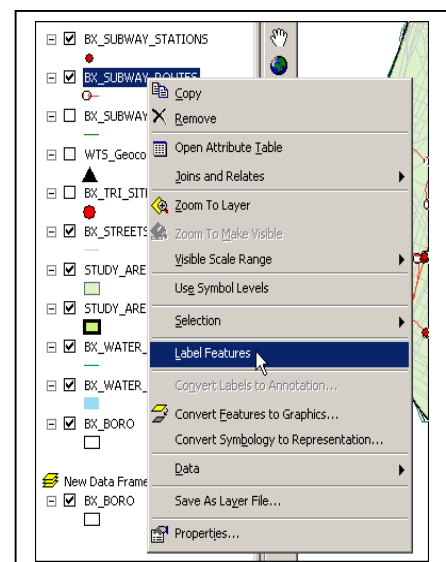 BX_SUBWAY_STATIONS
BX_SUBWAY_ROUTES
BX_SUBWAY
WTS_Geoco
BX_TRI_SIT
BX_STREETS
STUDY_ARE
STUDY_ARE
BX_WATER_
BX_WATER_
BX_BORO
New Data Frame
BX_BORO
Copy
Remove
Open Attribute Table
Joins and Relates
Zoom To Layer
Zoom To Make Visible
Visible Scale Range
Use Symbol Levels
Selection
Label Features
Convert Labels to Annotation...
Convert Features to Graphics...
Convert Symbology to Representation...
Data
Save As Layer File...
Properties...